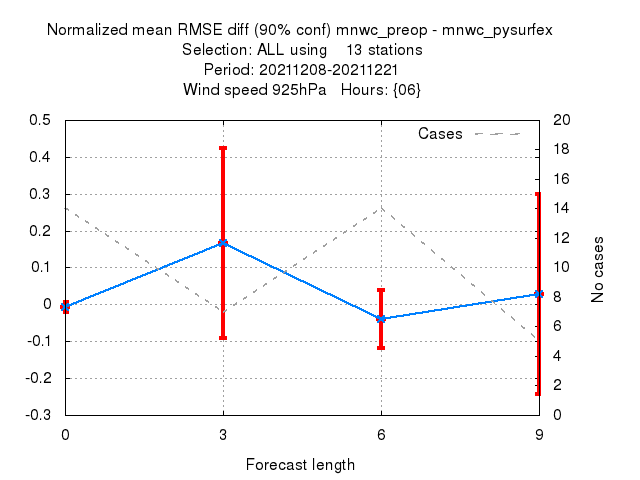 Normalized mean RMSE diff (90% conf) mnwc_preop - mnwc_pysurfex
Selection: ALL using    13 stations
Period: 20211208-20211221
Wind speed 925hPa   Hours: {06}
Cases
0.5
0.4
0.3
0.2
0.1
0
-0.1
-0.2
-0.3
20
18
16
14
12
10
8
6
4
2
0
No cases
0 3 6 9
Forecast length